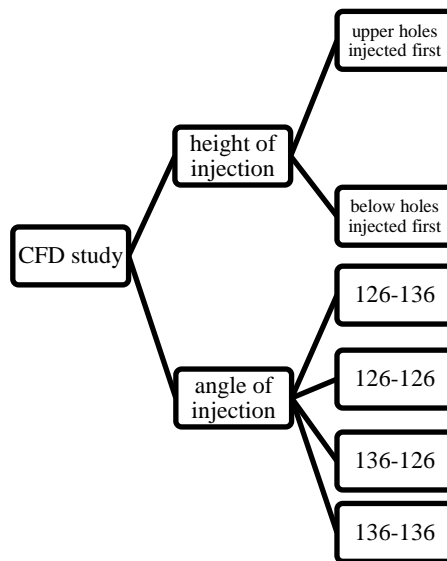 upper holes
injected first
height of
injection
below holes
injected first
CFD study
126-136
126-126
angle of
injection
136-126
136-136